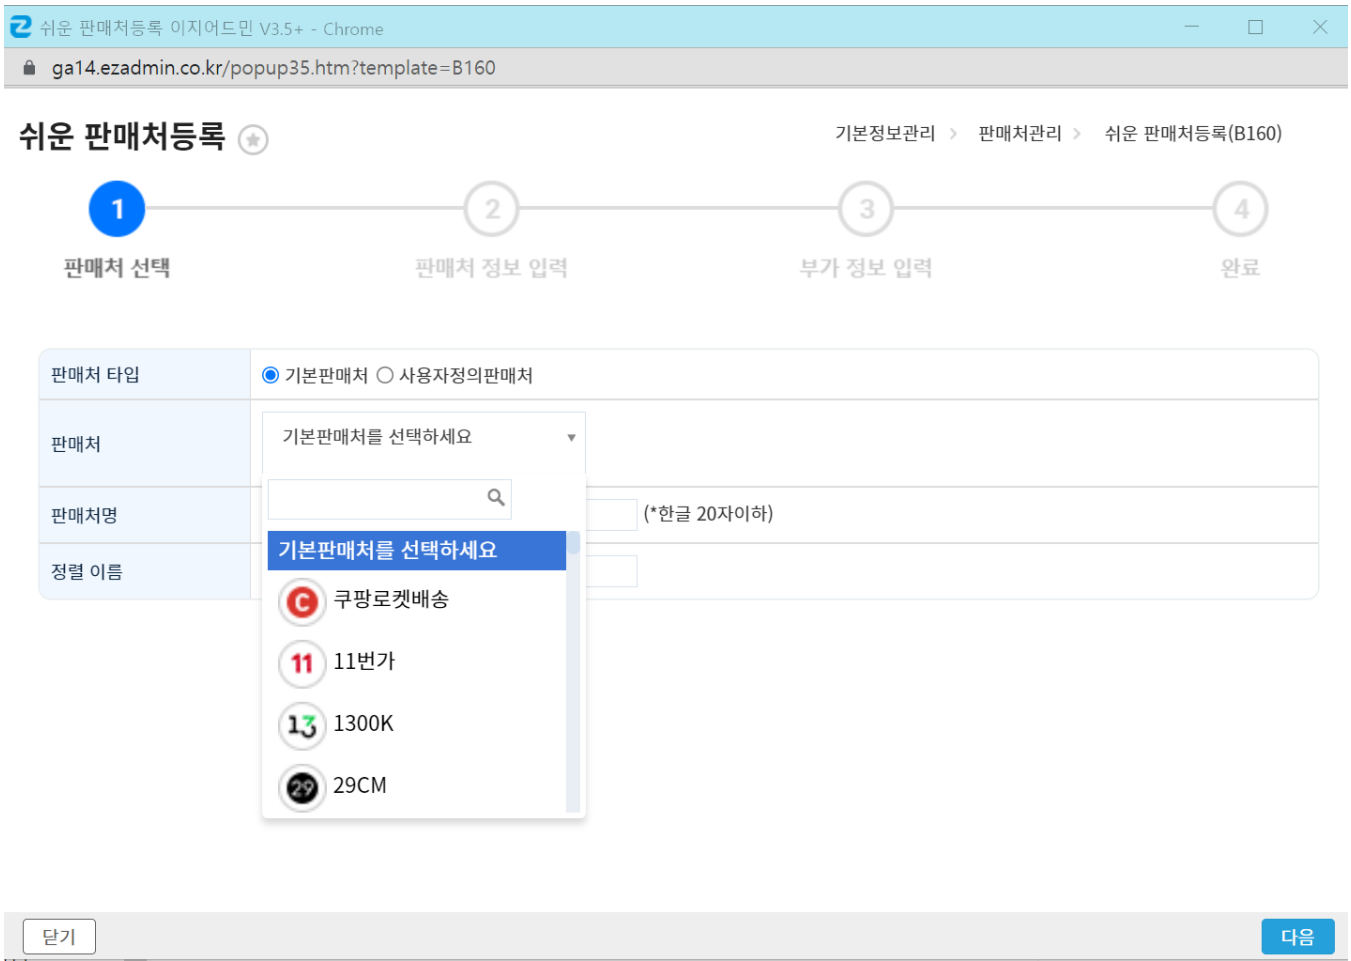 쉬운 판매처등록 이지어드민 V3.5+ - Chrome
ga14.ezadmin.co.kr/popup35.htm?template=B160
쉬운 판매처등록
기본정보관리 > 판매처관리 > 쉬운 판매처등록(B160)
1 2 3 4
판매처 선택 판매처 정보 입력 부가 정보 입력 완료
판매처 타입 기본판매처 사용자정의판매처
판매처 기본판매처를 선택하세요
판매처명 (*한글 20자이하)
기본판매처를 선택하세요
정렬 이름
C 쿠팡로켓배송
11 11번가
13 1300K
29 29CM
닫기 다음